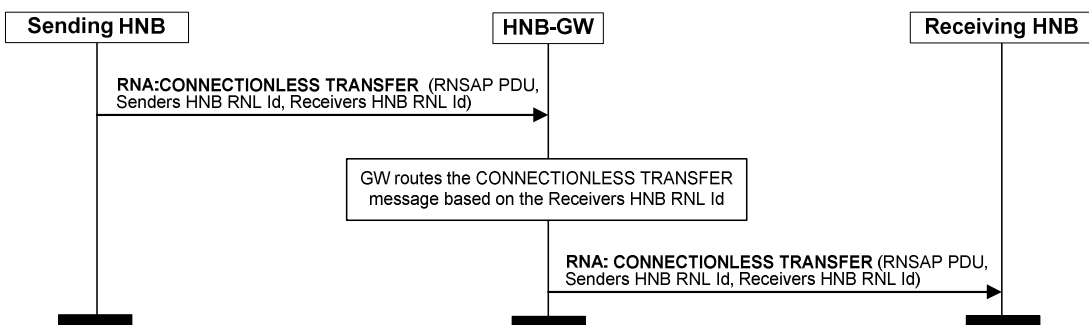 Sending HNB
HNB-GW
Receiving HNB
RNA:CONNECTIONLESS TRANSFER (RNSAP PDU,
Senders HNB RNL Id, Receivers HNB RNL Id)
GW routes the CONNECTIONLESS TRANSFER
message based on the Receivers HNB RNL Id
RNA: CONNECTIONLESS TRANSFER (RNSAP PDU,
Senders HNB RNL Id, Receivers HNB RNL Id)